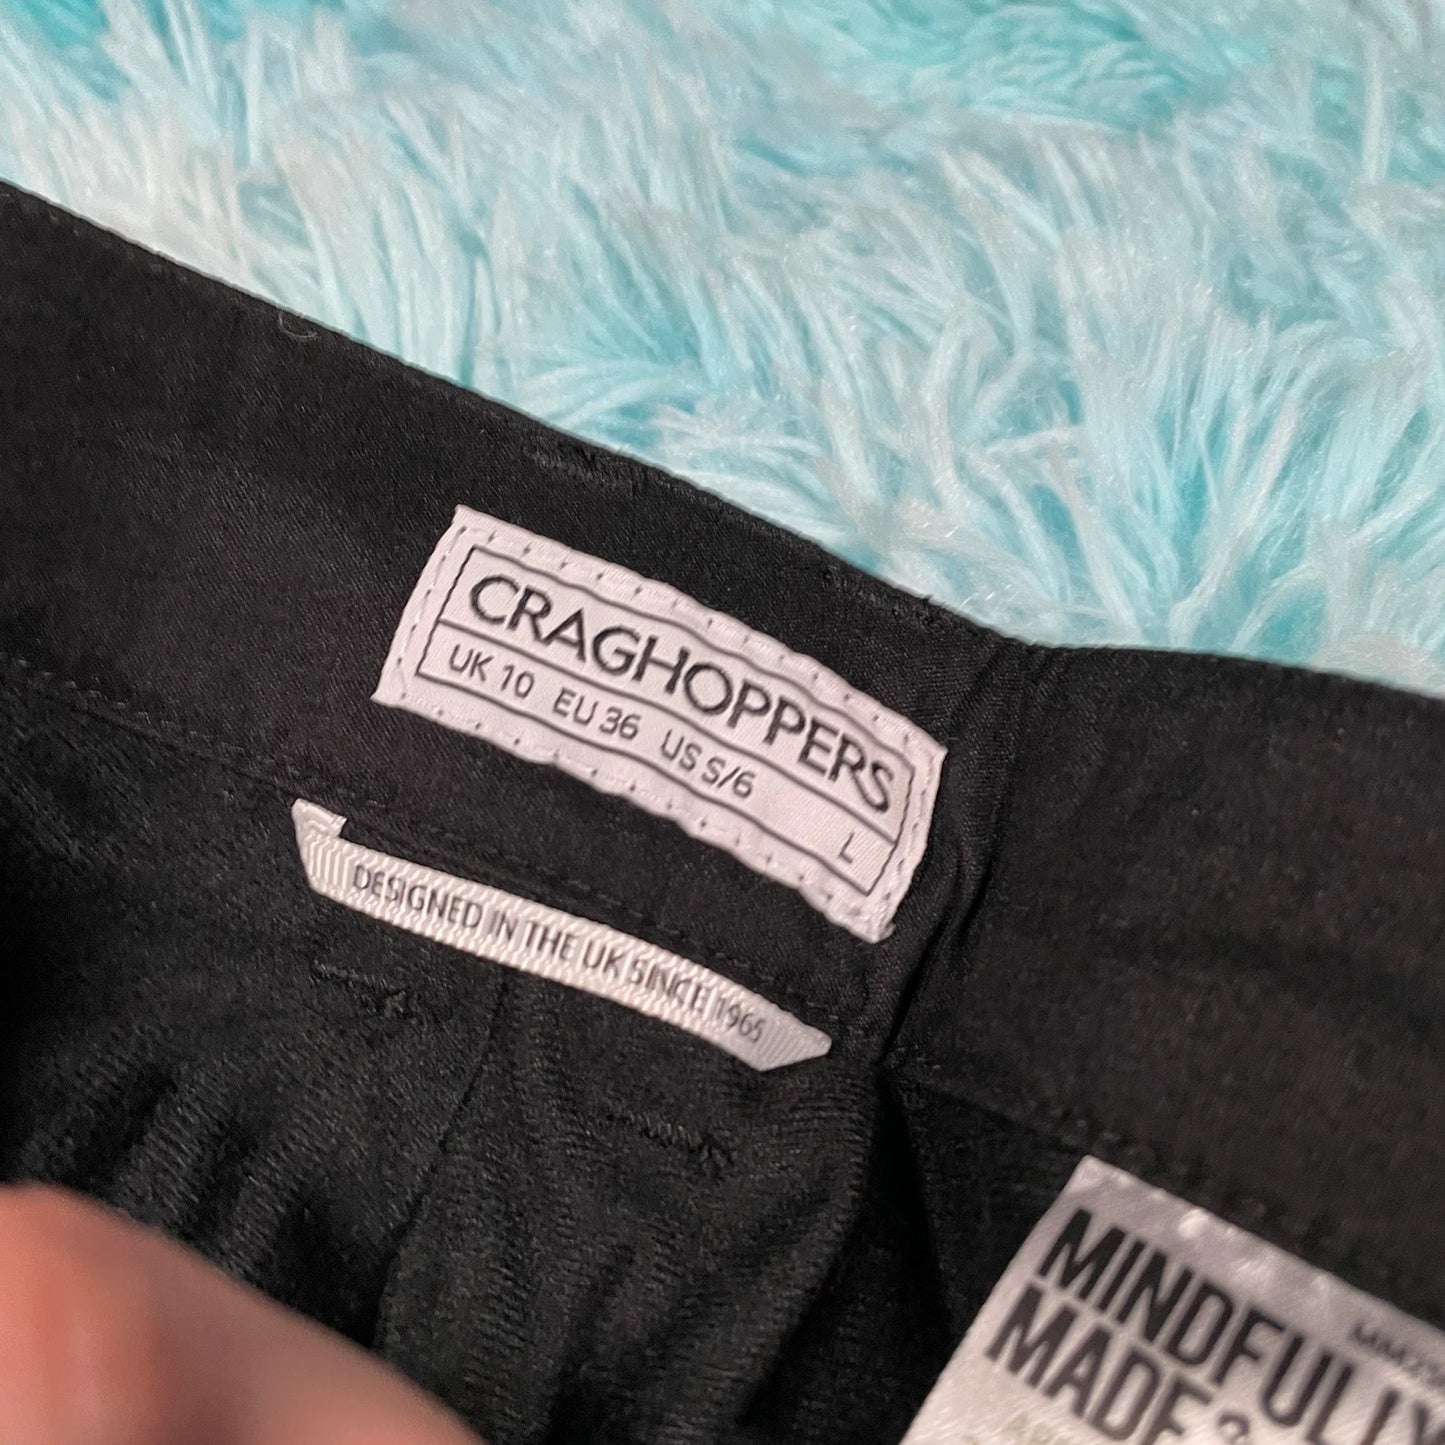 CRAGHOPPERS
UK 10 EU 36 US S/6 L
DESIGNED IN THE UK SINCE 1965
MINDFULLY
MADE